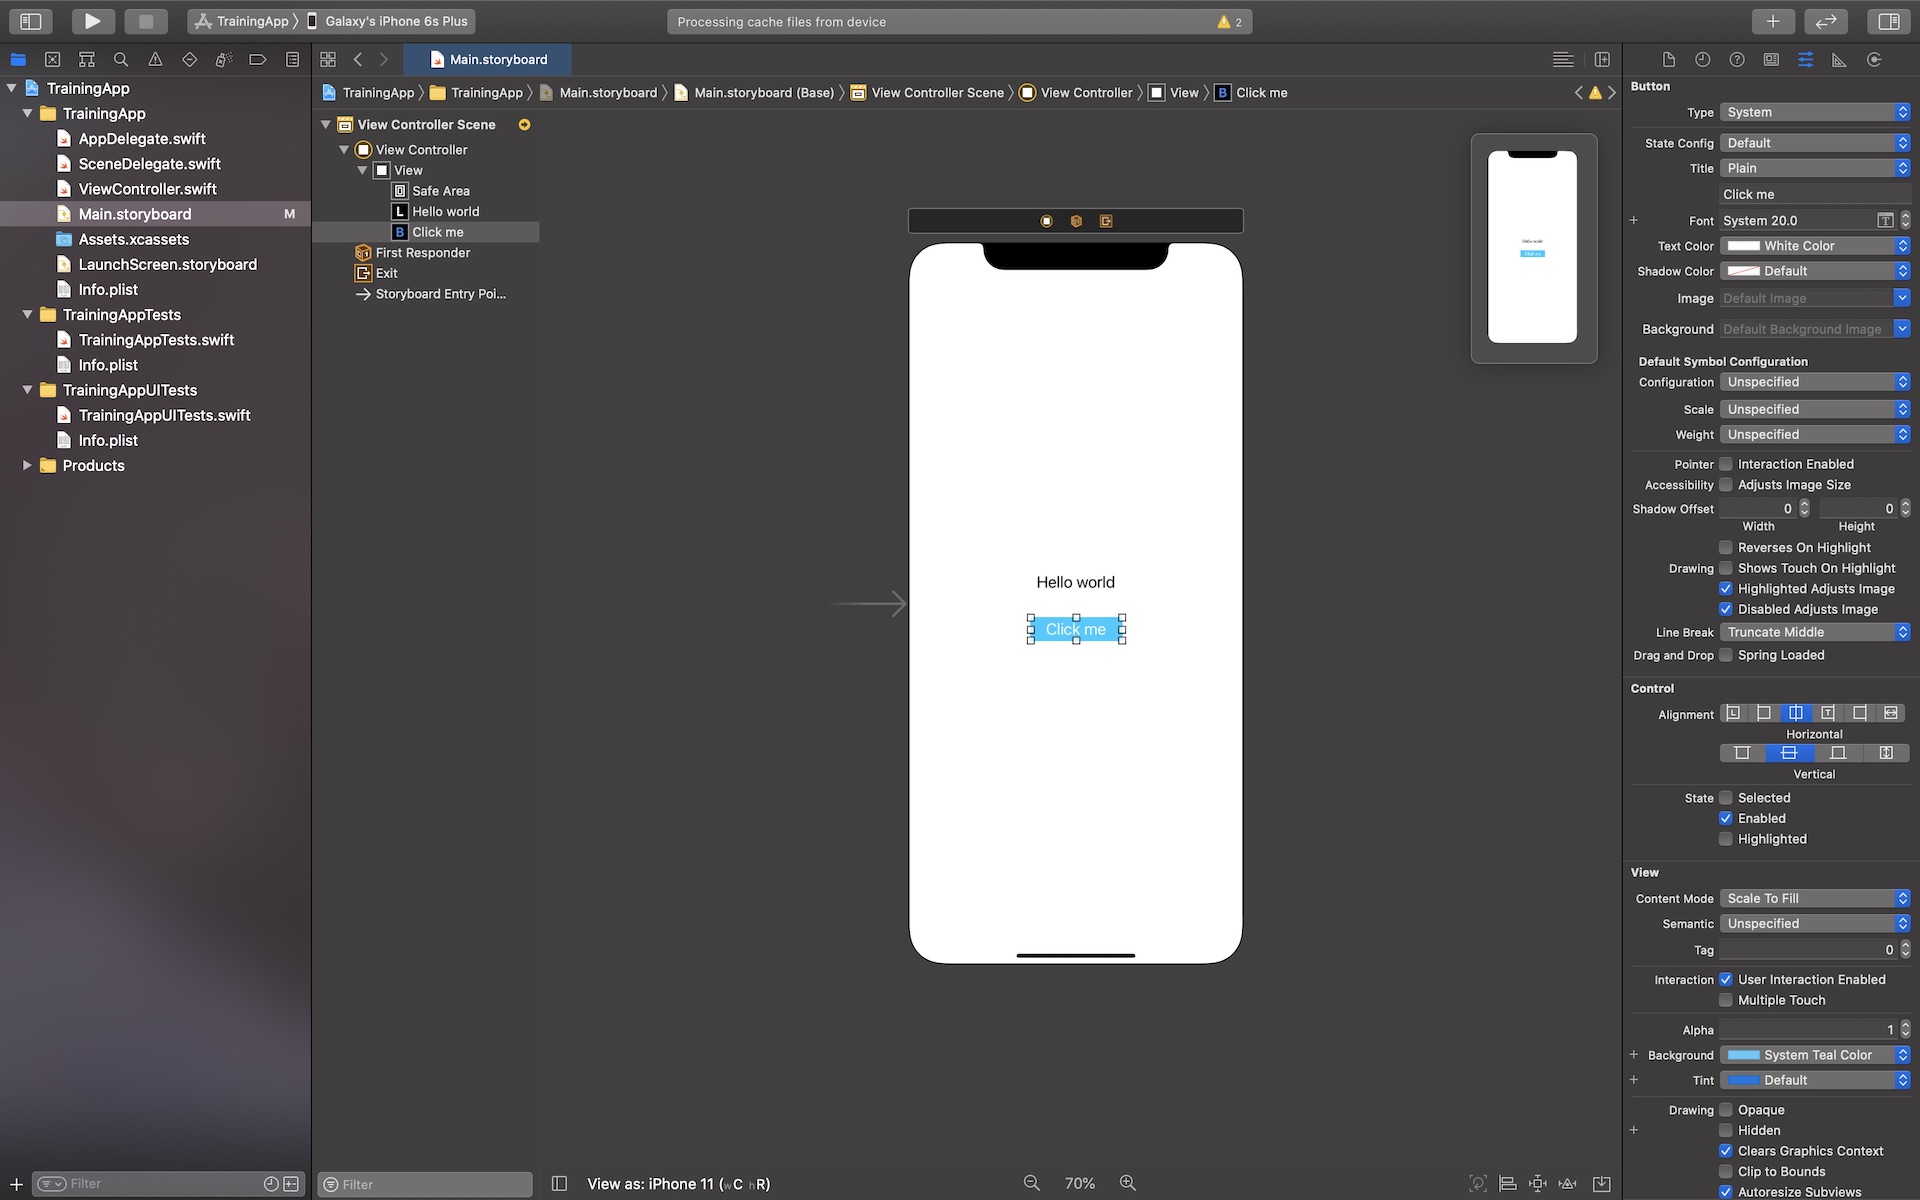 TrainingApp 〉 Galaxy's iPhone 6s Plus
Processing cache files from device
2
Main.storyboard
TrainingApp
TrainingApp
AppDelegate.swift
SceneDelegate.swift
ViewController.swift
Main.storyboard M
Assets.xcassets
LaunchScreen.storyboard
Info.plist
TrainingAppTests
TrainingAppTests.swift
Info.plist
TrainingAppUITests
TrainingAppUITests.swift
Info.plist
Products
Filter
TrainingApp 〉 TrainingApp 〉 Main.storyboard 〉 Main.storyboard (Base) 〉 View Controller Scene 〉 View Controller 〉 View 〉 B Click me
View Controller Scene
View Controller
View
Safe Area
L Hello world
B Click me
First Responder
Exit
Storyboard Entry Poi...
Filter
Hello world
Click me
Hello world
Click me
View as: iPhone 11 (wC hR)
70%
Button
Type System
State Config Default
Title Plain
Click me
Font System 20.0 T
Text Color White Color
Shadow Color Default
Image Default Image
Background Default Background Image
Default Symbol Configuration
Configuration Unspecified
Scale Unspecified
Weight Unspecified
Pointer Interaction Enabled
Accessibility Adjusts Image Size
Shadow Offset 0 0
Width Height
Reverses On Highlight
Drawing Shows Touch On Highlight
Highlighted Adjusts Image
Disabled Adjusts Image
Line Break Truncate Middle
Drag and Drop Spring Loaded
Control
Alignment
Horizontal
Vertical
State Selected
Enabled
Highlighted
View
Content Mode Scale To Fill
Semantic Unspecified
Tag 0
Interaction User Interaction Enabled
Multiple Touch
Alpha 1
+ Background System Teal Color
+ Tint Default
Drawing Opaque
+ Hidden
Clears Graphics Context
Clip to Bounds
Autoresize Subviews